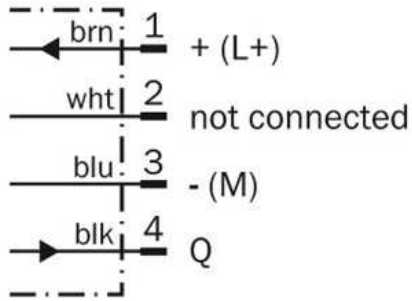 brn 1 + (L+)
wht 2 not connected
blu 3 - (M)
blk 4 Q